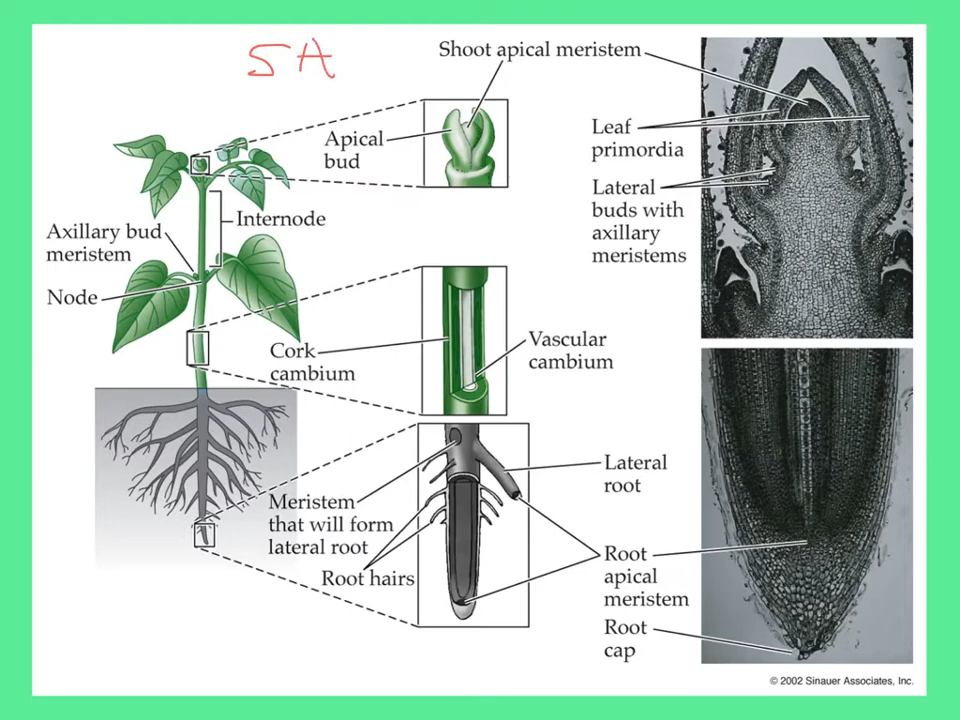 SA
Shoot apical meristem
Apical
bud
Leaf
primordia
Lateral
buds with
axillary
meristems
Internode
Axillary bud
meristem
Node
Cork
cambium
Vascular
cambium
Lateral
root
Meristem
that will form
lateral root
Root hairs
Root
apical
meristem
Root
cap
© 2002 Sinauer Associates, Inc.